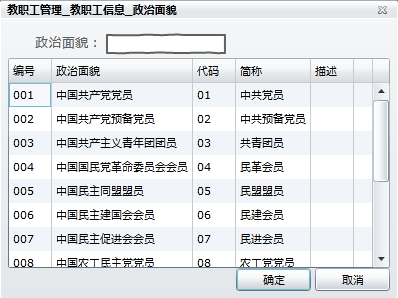 教职工管理_教职工信息_政治面貌
政治面貌：
编号 政治面貌 代码 简称 描述
001 中国共产党党员 01 中共党员
002 中国共产党预备党员 02 中共预备党员
003 中国共产主义青年团团员 03 共青团员
004 中国国民党革命委员会会员 04 民革会员
005 中国民主同盟盟员 05 民盟盟员
006 中国民主建国会会员 06 民建会员
007 中国民主促进会会员 07 民进会员
008 中国农工民主党党员 08 农工党党员
确定 取消